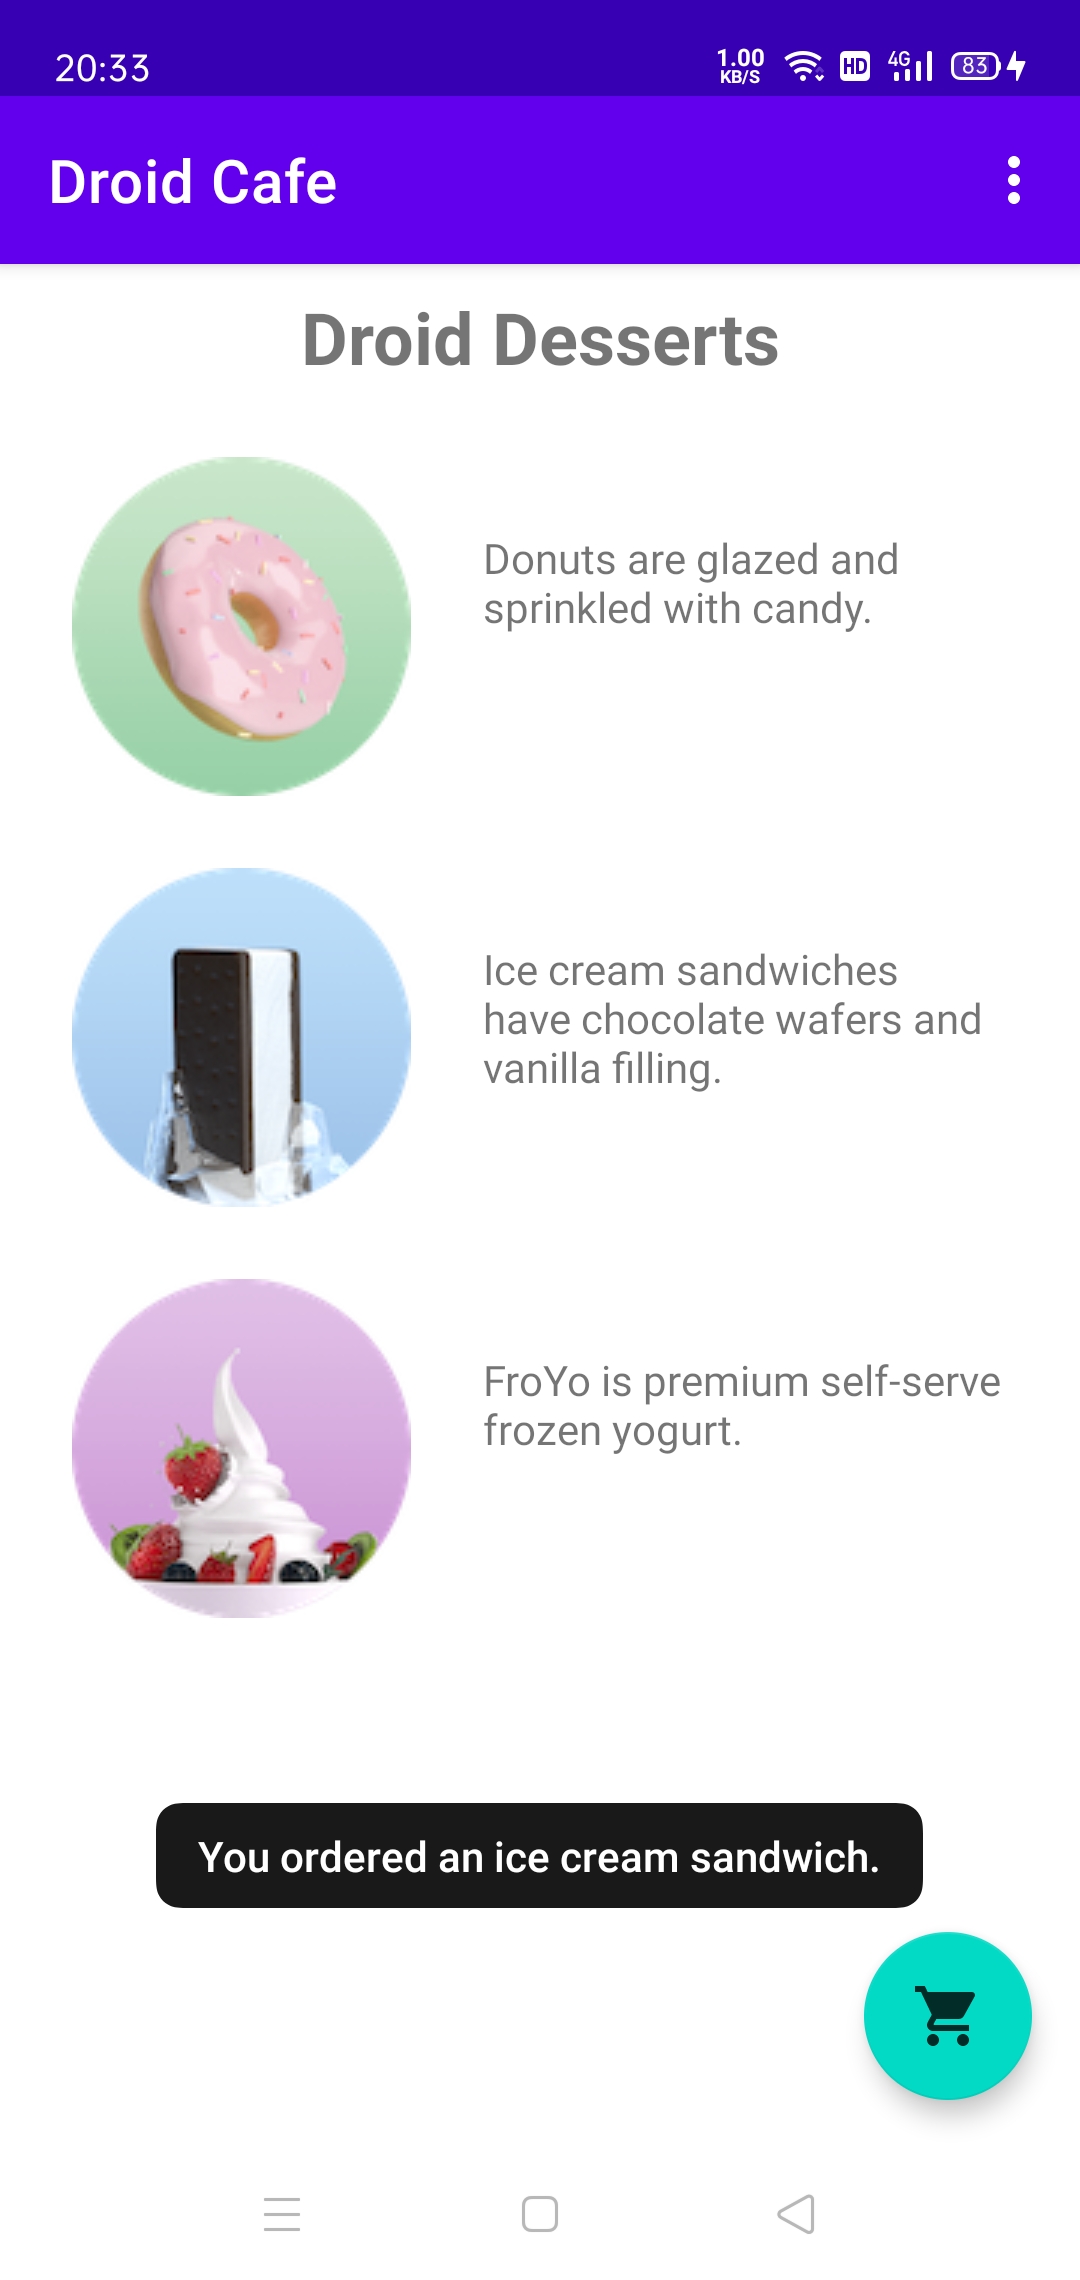 20:33
1.00
KB/S
HD
4G
83
Droid Cafe
Droid Desserts
Donuts are glazed and
sprinkled with candy.
Ice cream sandwiches
have chocolate wafers and
vanilla filling.
FroYo is premium self-serve
frozen yogurt.
You ordered an ice cream sandwich.